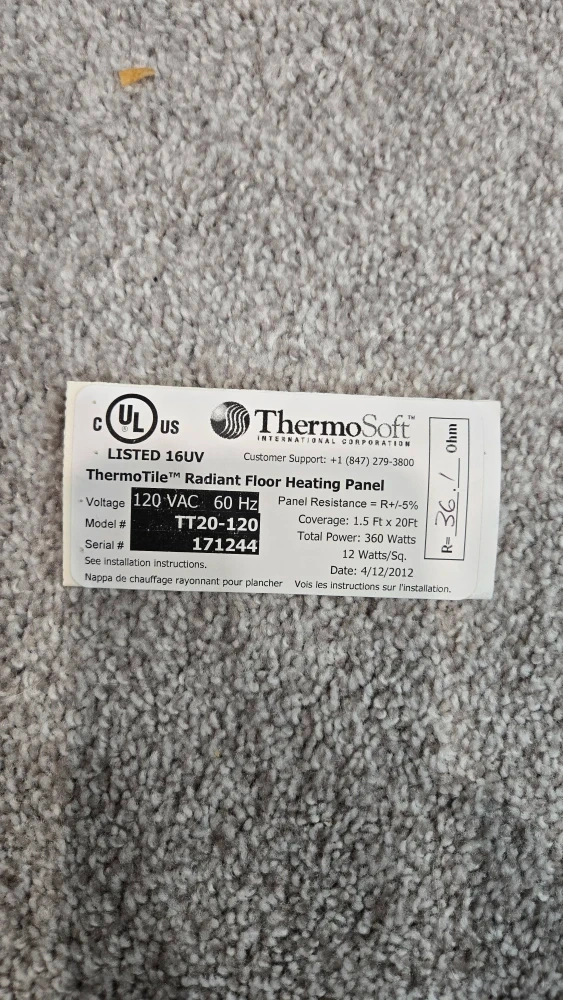 C UL US
ThermoSoft™
INTERNATIONAL CORPORATION
LISTED 16UV
Customer Support: +1 (847) 279-3800
ThermoTile™ Radiant Floor Heating Panel
Voltage 120 VAC 60 Hz
Model # TT20-120
Serial # 171244
Panel Resistance = R+/-5%
Coverage: 1.5 Ft x 20Ft
Total Power: 360 Watts
12 Watts/Sq.
Date: 4/12/2012
R= 36.1 Ohm
See installation instructions.
Nappa de chauffage rayonnant pour plancher Vois les instructions sur l'installation.